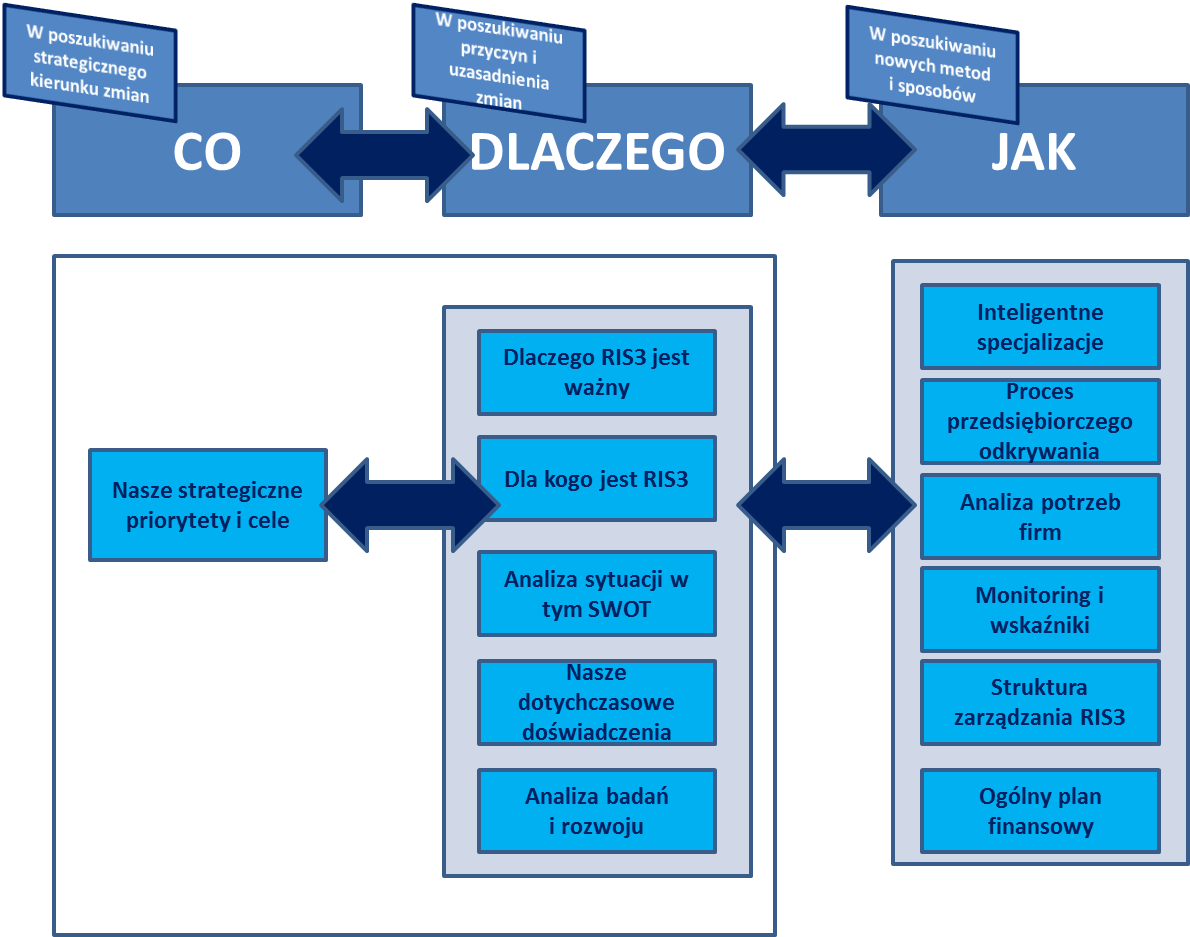 W poszukiwaniu
strategicznego
kierunku zmian
CO
W poszukiwaniu
przyczyn i
uzasadnienia
zmian
DLACZEGO
W poszukiwaniu
nowych metod
i sposobów
JAK
Nasze strategiczne
priorytety i cele
Dlaczego RIS3 jest
ważny
Dla kogo jest RIS3
Analiza sytuacji w
tym SWOT
Nasze
dotychczasowe
doświadczenia
Analiza badań
i rozwoju
Inteligentne
specjalizacje
Proces
przedsiębiorczego
odkrywania
Analiza potrzeb
firm
Monitoring i
wskaźniki
Struktura
zarządzania RIS3
Ogólny plan
finansowy